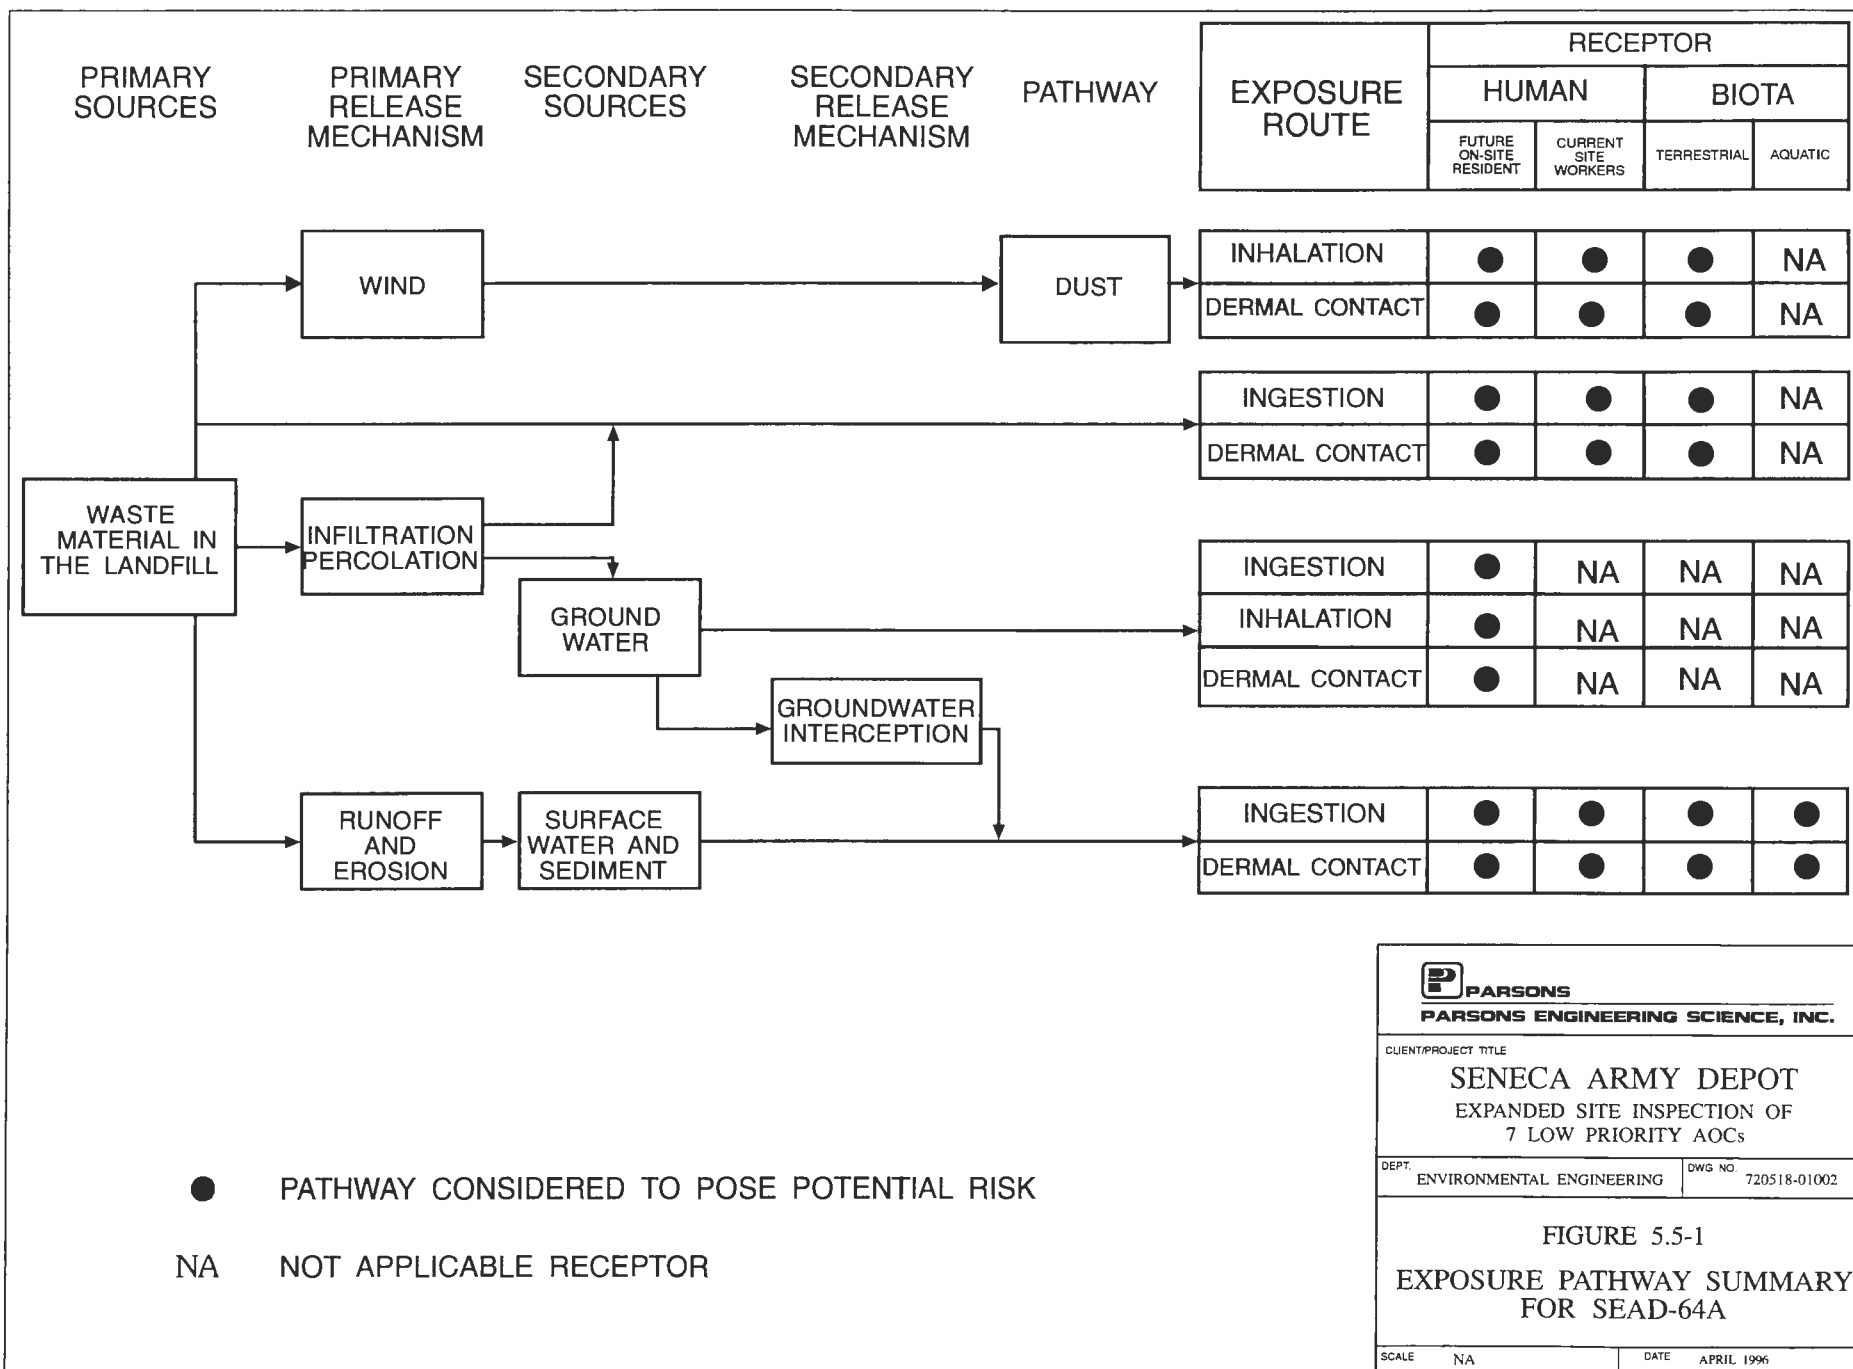 PRIMARY SOURCES
PRIMARY RELEASE MECHANISM
SECONDARY SOURCES
SECONDARY RELEASE MECHANISM
PATHWAY
EXPOSURE ROUTE
RECEPTOR
HUMAN
BIOTA
FUTURE ON-SITE RESIDENT
CURRENT SITE WORKERS
TERRESTRIAL
AQUATIC
WIND
DUST
INHALATION ● ● ● NA
DERMAL CONTACT ● ● ● NA
INGESTION ● ● ● NA
DERMAL CONTACT ● ● ● NA
WASTE
MATERIAL IN
THE LANDFILL
INFILTRATION
PERCOLATION
GROUND
WATER
INGESTION ● NA NA NA
INHALATION ● NA NA NA
DERMAL CONTACT ● NA NA NA
GROUNDWATER
INTERCEPTION
RUNOFF
AND
EROSION
SURFACE
WATER AND
SEDIMENT
INGESTION ● ● ● ●
DERMAL CONTACT ● ● ● ●
● PATHWAY CONSIDERED TO POSE POTENTIAL RISK
NA NOT APPLICABLE RECEPTOR
P PARSONS
PARSONS ENGINEERING SCIENCE, INC.
CLIENT/PROJECT TITLE
SENECA ARMY DEPOT
EXPANDED SITE INSPECTION OF
7 LOW PRIORITY AOCs
DEPT. ENVIRONMENTAL ENGINEERING
DWG NO. 720518-01002
FIGURE 5.5-1
EXPOSURE PATHWAY SUMMARY
FOR SEAD-64A
SCALE NA
DATE APRIL 1996